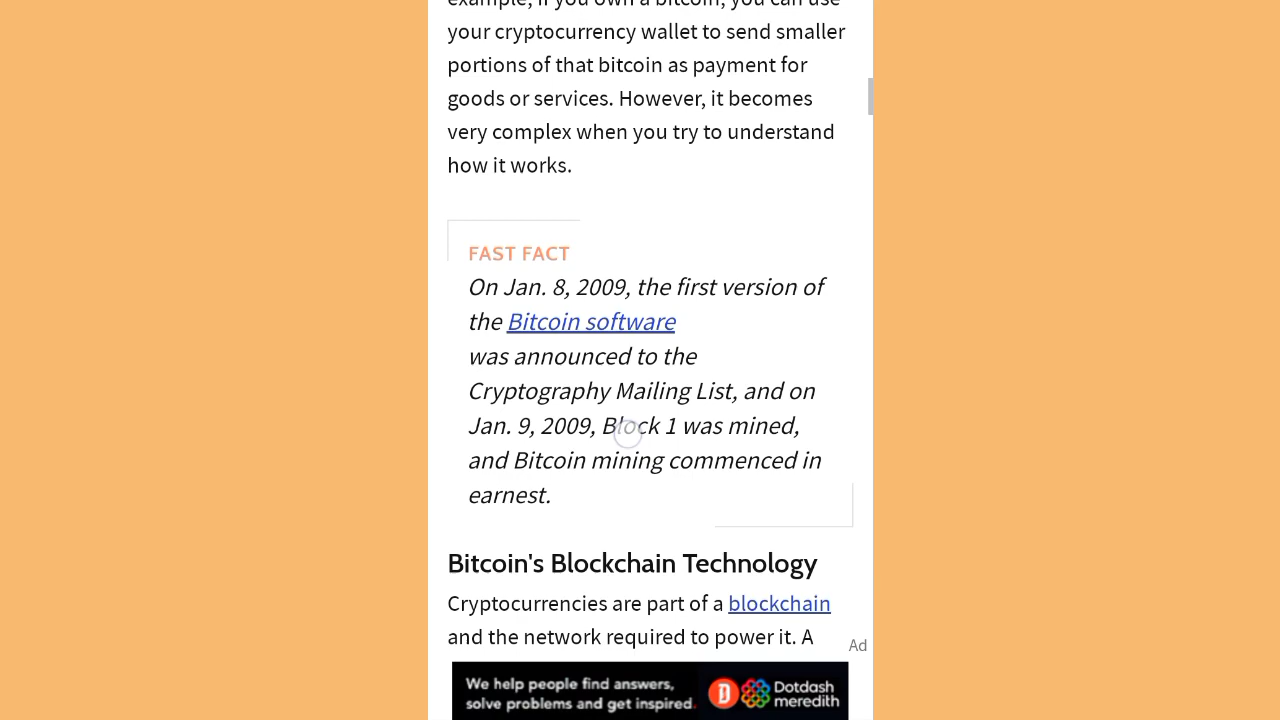 example, if you own a bitcoin, you can use
your cryptocurrency wallet to send smaller
portions of that bitcoin as payment for
goods or services. However, it becomes
very complex when you try to understand
how it works.
FAST FACT
On Jan. 8, 2009, the first version of
the Bitcoin software
was announced to the
Cryptography Mailing List, and on
Jan. 9, 2009, Block 1 was mined,
and Bitcoin mining commenced in
earnest.
Bitcoin's Blockchain Technology
Cryptocurrencies are part of a blockchain
and the network required to power it. A
Ad
We help people find answers,
solve problems and get inspired.
D
Dotdash
meredith